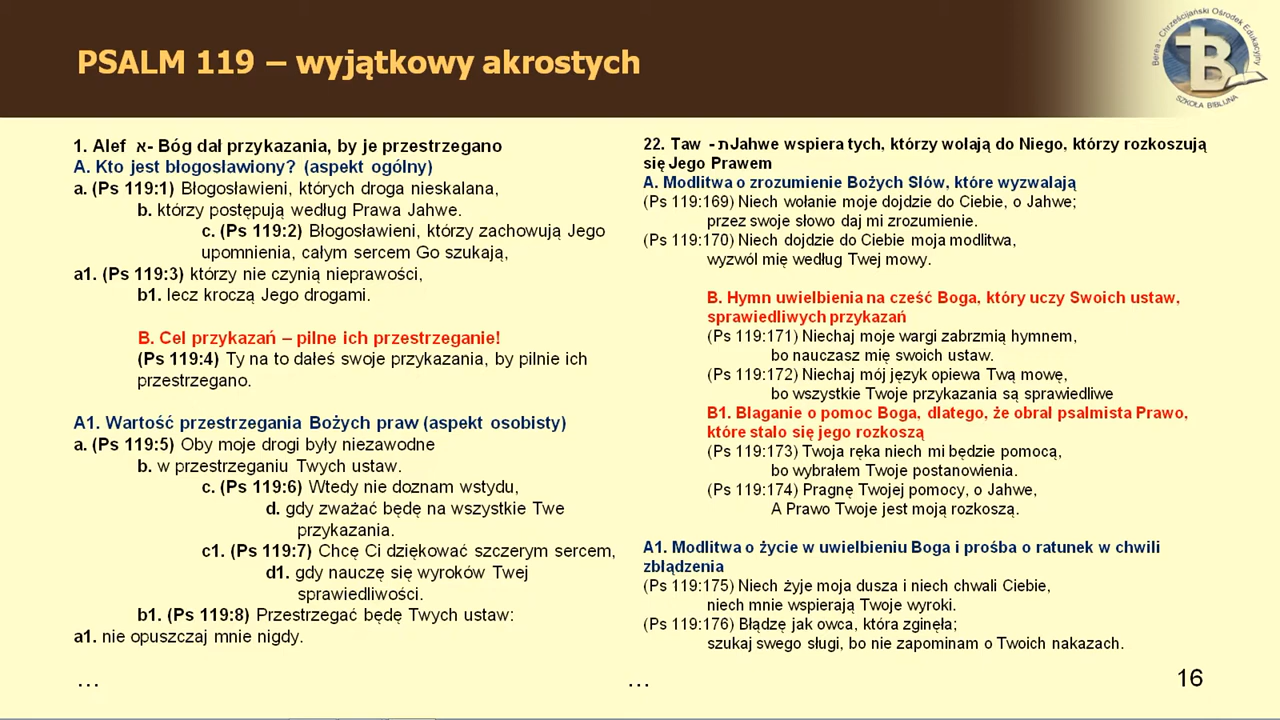 PSALM 119 – wyjątkowy akrostych
Berea - Chrześcijański Ośrodek Edukacyjny
SZKOŁA BIBLIJNA
1. Alef א - Bóg dał przykazania, by je przestrzegano
A. Kto jest błogosławiony? (aspekt ogólny)
a. (Ps 119:1) Błogosławieni, których droga nieskalana,
b. którzy postępują według Prawa Jahwe.
c. (Ps 119:2) Błogosławieni, którzy zachowują Jego
upomnienia, całym sercem Go szukają,
a1. (Ps 119:3) którzy nie czynią nieprawości,
b1. lecz kroczą Jego drogami.
B. Cel przykazań – pilne ich przestrzeganie!
(Ps 119:4) Ty na to dałeś swoje przykazania, by pilnie ich
przestrzegano.
A1. Wartość przestrzegania Bożych praw (aspekt osobisty)
a. (Ps 119:5) Oby moje drogi były niezawodne
b. w przestrzeganiu Twych ustaw.
c. (Ps 119:6) Wtedy nie doznam wstydu,
d. gdy zważać będę na wszystkie Twe
przykazania.
c1. (Ps 119:7) Chcę Ci dziękować szczerym sercem,
d1. gdy nauczę się wyroków Twej
sprawiedliwości.
b1. (Ps 119:8) Przestrzegać będę Twych ustaw:
a1. nie opuszczaj mnie nigdy.
...
22. Taw - ת Jahwe wspiera tych, którzy wołają do Niego, którzy rozkoszują
się Jego Prawem
A. Modlitwa o zrozumienie Bożych Słów, które wyzwalają
(Ps 119:169) Niech wołanie moje dojdzie do Ciebie, o Jahwe;
przez swoje słowo daj mi zrozumienie.
(Ps 119:170) Niech dojdzie do Ciebie moja modlitwa,
wyzwól mię według Twej mowy.
B. Hymn uwielbienia na cześć Boga, który uczy Swoich ustaw,
sprawiedliwych przykazań
(Ps 119:171) Niechaj moje wargi zabrzmią hymnem,
bo nauczasz mię swoich ustaw.
(Ps 119:172) Niechaj mój język opiewa Twą mowę,
bo wszystkie Twoje przykazania są sprawiedliwe
B1. Błaganie o pomoc Boga, dlatego, że obrał psalmista Prawo,
które stało się jego rozkoszą
(Ps 119:173) Twoja ręka niech mi będzie pomocą,
bo wybrałem Twoje postanowienia.
(Ps 119:174) Pragnę Twojej pomocy, o Jahwe,
A Prawo Twoje jest moją rozkoszą.
A1. Modlitwa o życie w uwielbieniu Boga i prośba o ratunek w chwili
zbłądzenia
(Ps 119:175) Niech żyje moja dusza i niech chwali Ciebie,
niech mnie wspierają Twoje wyroki.
(Ps 119:176) Błądzę jak owca, która zginęła;
szukaj swego sługi, bo nie zapominam o Twoich nakazach.
...
16